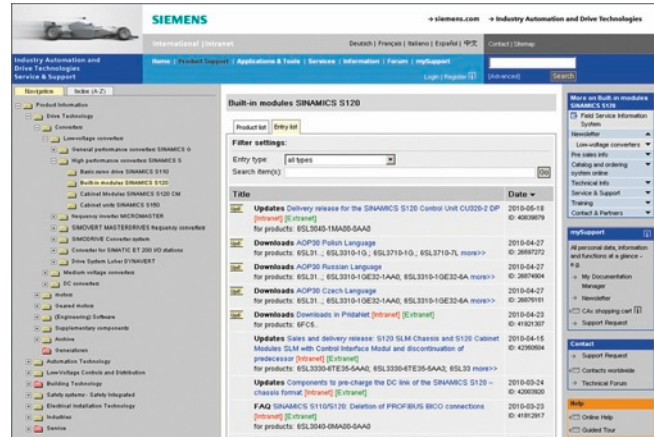 SIEMENS
→ siemens.com → Industry Automation and Drive Technologies
International |Intranet
Deutsch | Français | Italiano | Español | 中文
Contact | Sitemap
Industry Automation and
Drive Technologies
Service & Support
Home | Product Support | Applications & Tools | Services | Information | Forum | mySupport
Login | Register
[Advanced]
Search
Navigation
Index (A-Z)
Product Information
Drive Technology
Converters
Low-voltage converters
General performance converters SINAMICS G
High performance converters SINAMICS S
Basic servo drive SINAMICS S110
Built-in modules SINAMICS S120
Cabinet Modules SINAMICS S120 CM
Cabinet units SINAMICS S150
frequency inverter MICROMASTER
SIMOVERT MASTERDRIVES frequency converters
SIMODRIVE Converter system
Converter for SIMATIC ET 200 I/O stations
Drive System Loher DYNAVERT
Medium voltage converters
DC converters
motors
Geared motors
(Engineering) Software
Supplementary components
Archive
Generatoren
Automation Technology
Low-Voltage Controls and Distribution
Building Technology
Safety systems - Safety Integrated
Electrical Installation Technology
Industries
Service
Built-in modules SINAMICS S120
Product list
Entry list
Filter settings:
Entry type:
all types
Search item(s):
Go
Title
Date
Updates Delivery release for the SINAMICS S120 Control Unit CU320-2 DP
[Intranet] [Extranet]
for products: 6SL3040-1MA00-0AA0
2010-05-18
ID: 40839879
Downloads AOP30 Polish Language
for products: 6SL31..; 6SL3310-1G.; 6SL3710-1G.; 6SL3710-7L more>>
2010-04-27
ID: 26897272
Downloads AOP30 Russian Language
for products: 6SL31..; 6SL3310-1GE32-1AA0; 6SL3310-1GE32-6A more>>
2010-04-27
ID: 26874904
Downloads AOP30 Czech Language
for products: 6SL31..; 6SL3310-1GE32-1AA0; 6SL3310-1GE32-6A more>>
2010-04-27
ID: 26875151
Downloads Downloads in PridaNet [Intranet] [Extranet]
for products: 6FC5..
2010-04-23
ID: 41921307
Updates Sales and delivery release: S120 SLM Chassis and S120 Cabinet
Modules SLM with Control Interface Modul and discontinuation of
predecessor [Intranet] [Extranet]
for products: 6SL3330-6TE35-5AA0; 6SL3330-6TE35-5AA3; 6SL33 more>>
2010-04-15
ID: 42360604
Updates Components to pre-charge the DC link of the SINAMICS S120 –
chassis format [Intranet] [Extranet]
2010-03-24
ID: 42003920
FAQ SINAMICS S110/S120: Deletion of PROFIBUS BICO connections
[Intranet] [Extranet]
for products: 6SL3040-0MA00-0AA0
2010-03-23
ID: 41812917
More on Built-in modules
SINAMICS S120
Field Service Information
System
Newsletter
Low-voltage converters
Pre sales info
Catalog and ordering
system online
Technical Info
Service & Support
Training
Contact & Partners
mySupport
All personal data, information
and functions at a glance –
e.g.
→ My Documentation
Manager
→ Newsletter
CAx shopping cart
→ Support Request
Contact
→ Support Request
Contacts worldwide
→ Technical Forum
Help
Online Help
Guided Tour